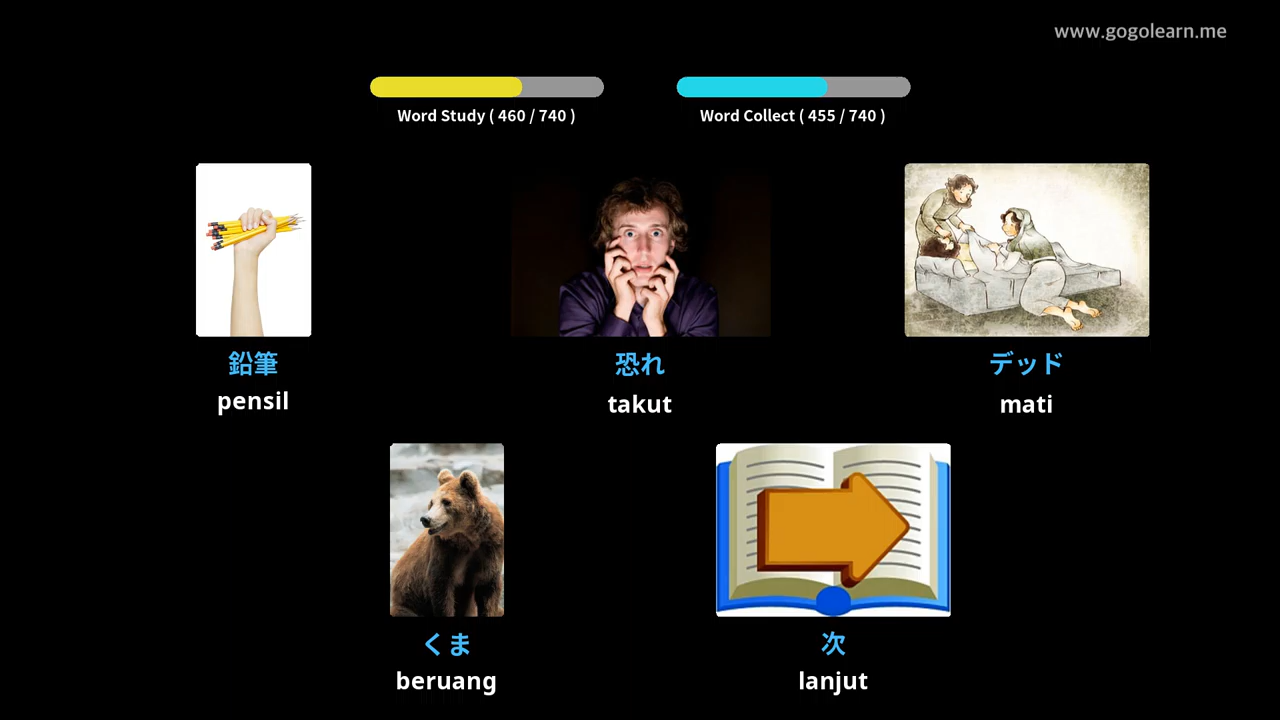 www.gogolearn.me
Word Study ( 460 / 740 )
Word Collect ( 455 / 740 )
鉛筆
pensil
恐れ
takut
デッド
mati
くま
beruang
次
lanjut